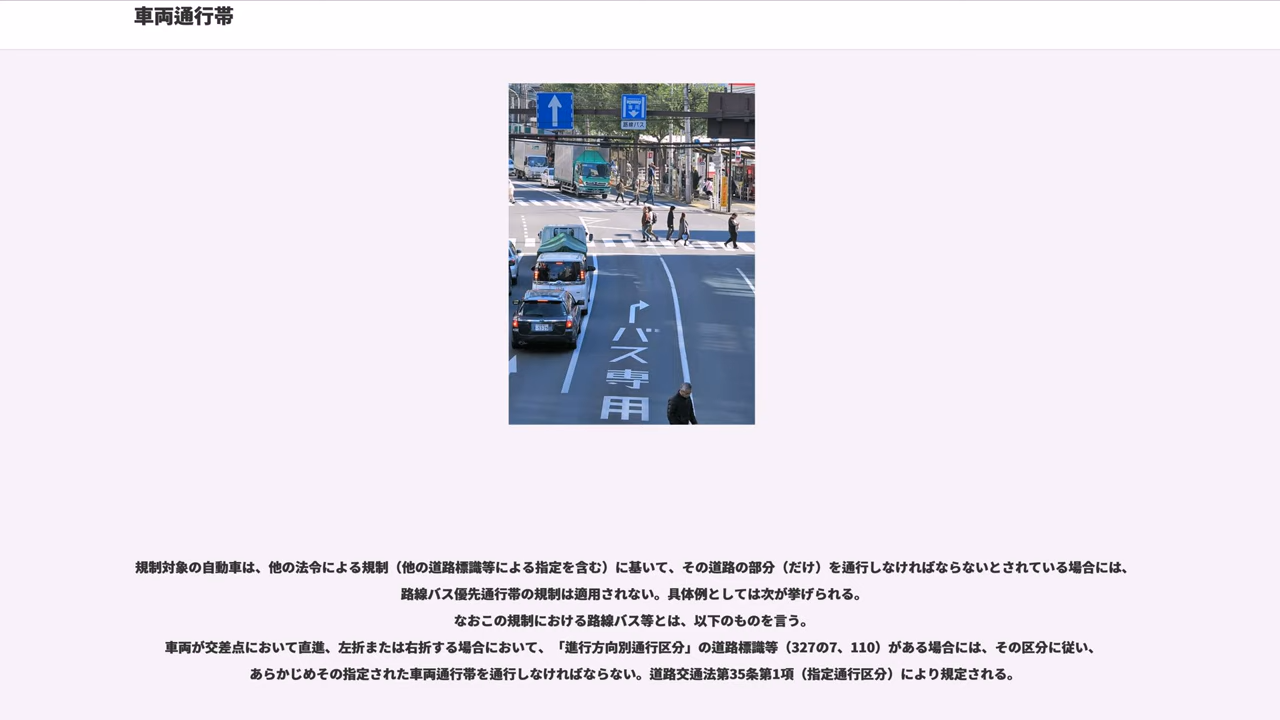 車両通行帯
路線バス
バス専用
規制対象の自動車は、他の法令による規制（他の道路標識等による指定を含む）に基いて、その道路の部分（だけ）を通行しなければならないとされている場合には、
路線バス優先通行帯の規制は適用されない。具体例としては次が挙げられる。
なおこの規制における路線バス等とは、以下のものを言う。
車両が交差点において直進、左折または右折する場合において、「進行方向別通行区分」の道路標識等（327の7、110）がある場合には、その区分に従い、
あらかじめその指定された車両通行帯を通行しなければならない。道路交通法第35条第1項（指定通行区分）により規定される。